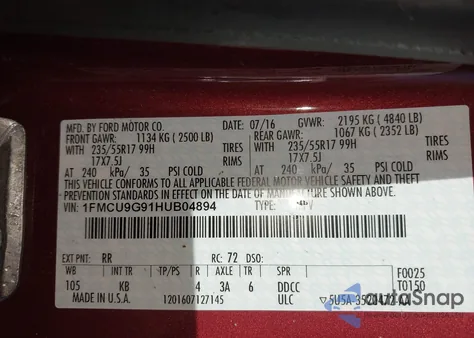 MFD. BY FORD MOTOR CO. 07/16 GVWR: 2195 KG ( 4840 LB)
FRONT GAWR: 1134 KG ( 2500 LB) REAR GAWR: 1067 KG ( 2352 LB)
WITH 235/55R17 99H TIRES WITH 235/55R17 99H TIRES
17X7.5J RIMS 17X7.5J RIMS
AT 240 kPa/ 35 PSI COLD AT 240 kPa/ 35 PSI COLD
THIS VEHICLE CONFORMS TO ALL APPLICABLE FEDERAL MOTOR VEHICLE SAFETY AND THEFT
PREVENTION STANDARDS IN EFFECT ON THE DATE OF MANUFACTURE SHOWN ABOVE.
VIN: 1FMCU9G91HUB04894 TYPE:
EXT PNT: RR RC: 72 DSO:
WB INT TR TP/PS R AXLE TR SPR F0025
105 KB 4 3A 6 DDCC T0150
MADE IN U.S.A. 1201607127145 ULC
autoSnap